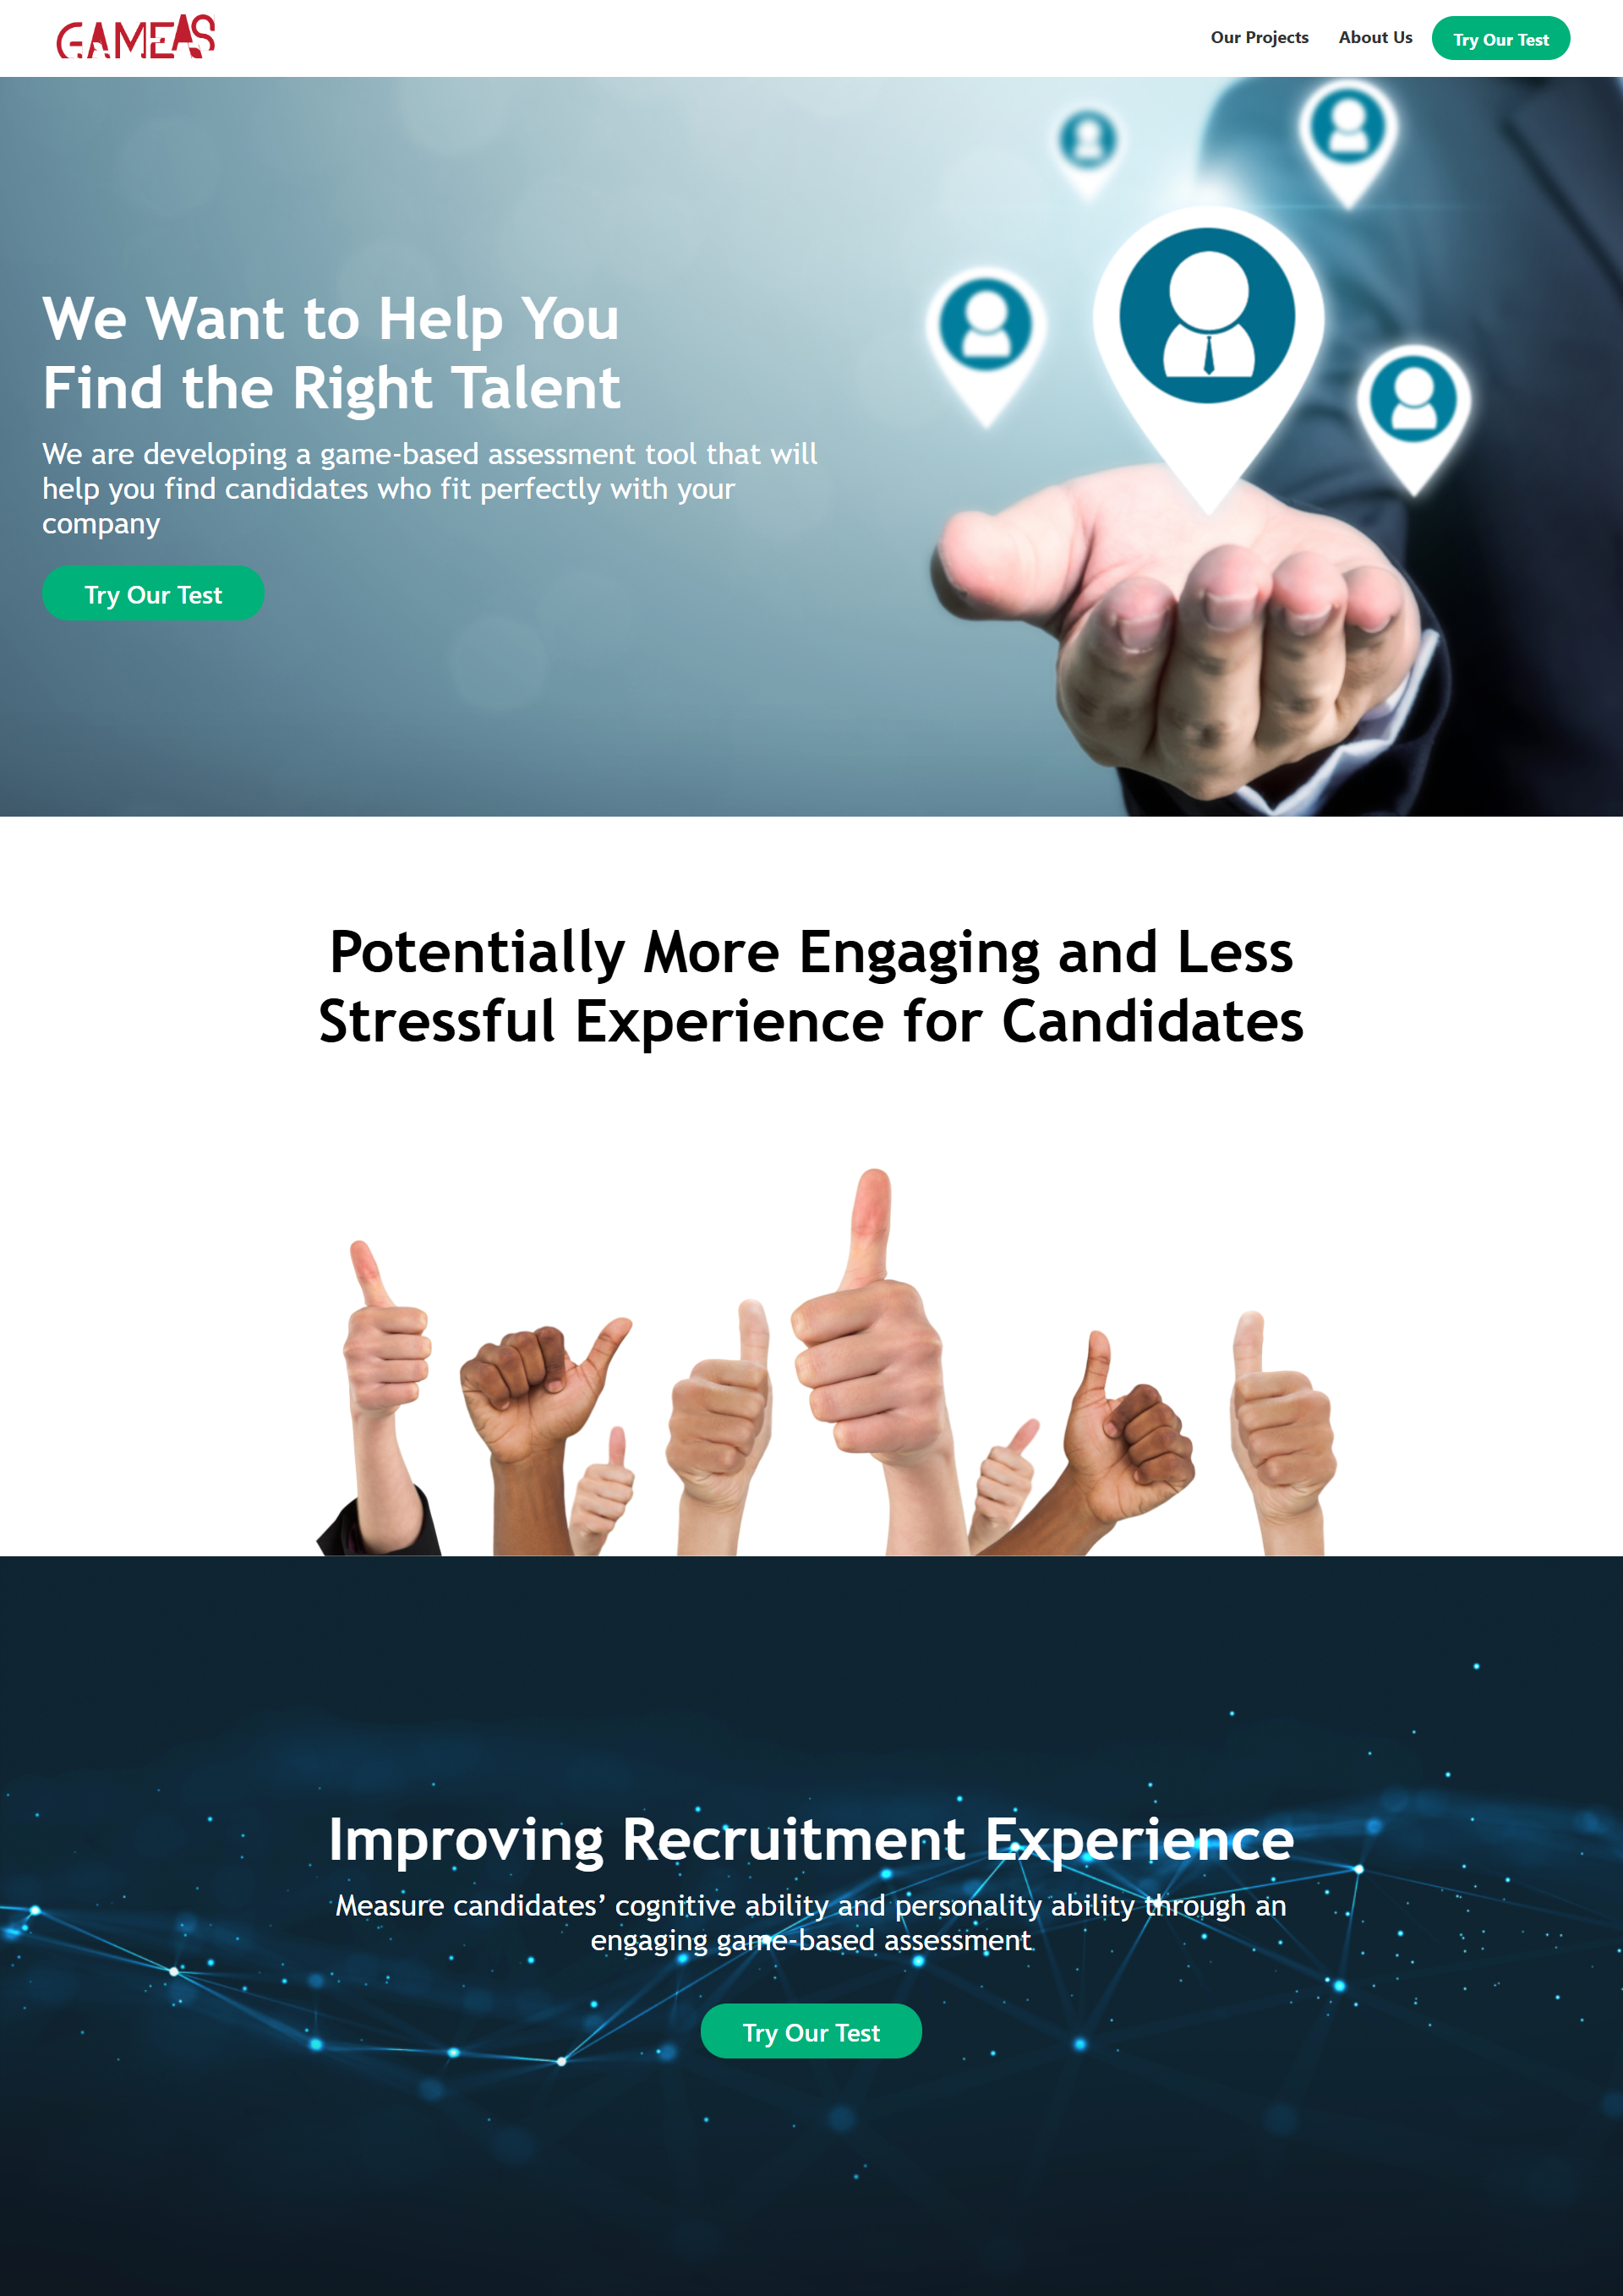 GAMEAS
Our Projects
About Us
Try Our Test
We Want to Help You
Find the Right Talent
We are developing a game-based assessment tool that will
help you find candidates who fit perfectly with your
company
Try Our Test
Potentially More Engaging and Less
Stressful Experience for Candidates
Improving Recruitment Experience
Measure candidates’ cognitive ability and personality ability through an
engaging game-based assessment
Try Our Test